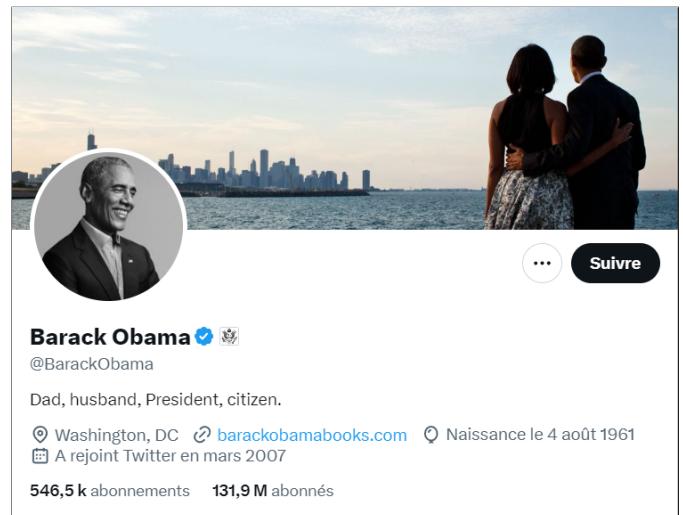 Suivre
Barack Obama
@BarackObama
Dad, husband, President, citizen.
Washington, DC barackobamabooks.com Naissance le 4 août 1961
A rejoint Twitter en mars 2007
546,5 k abonnements 131,9 M abonnés